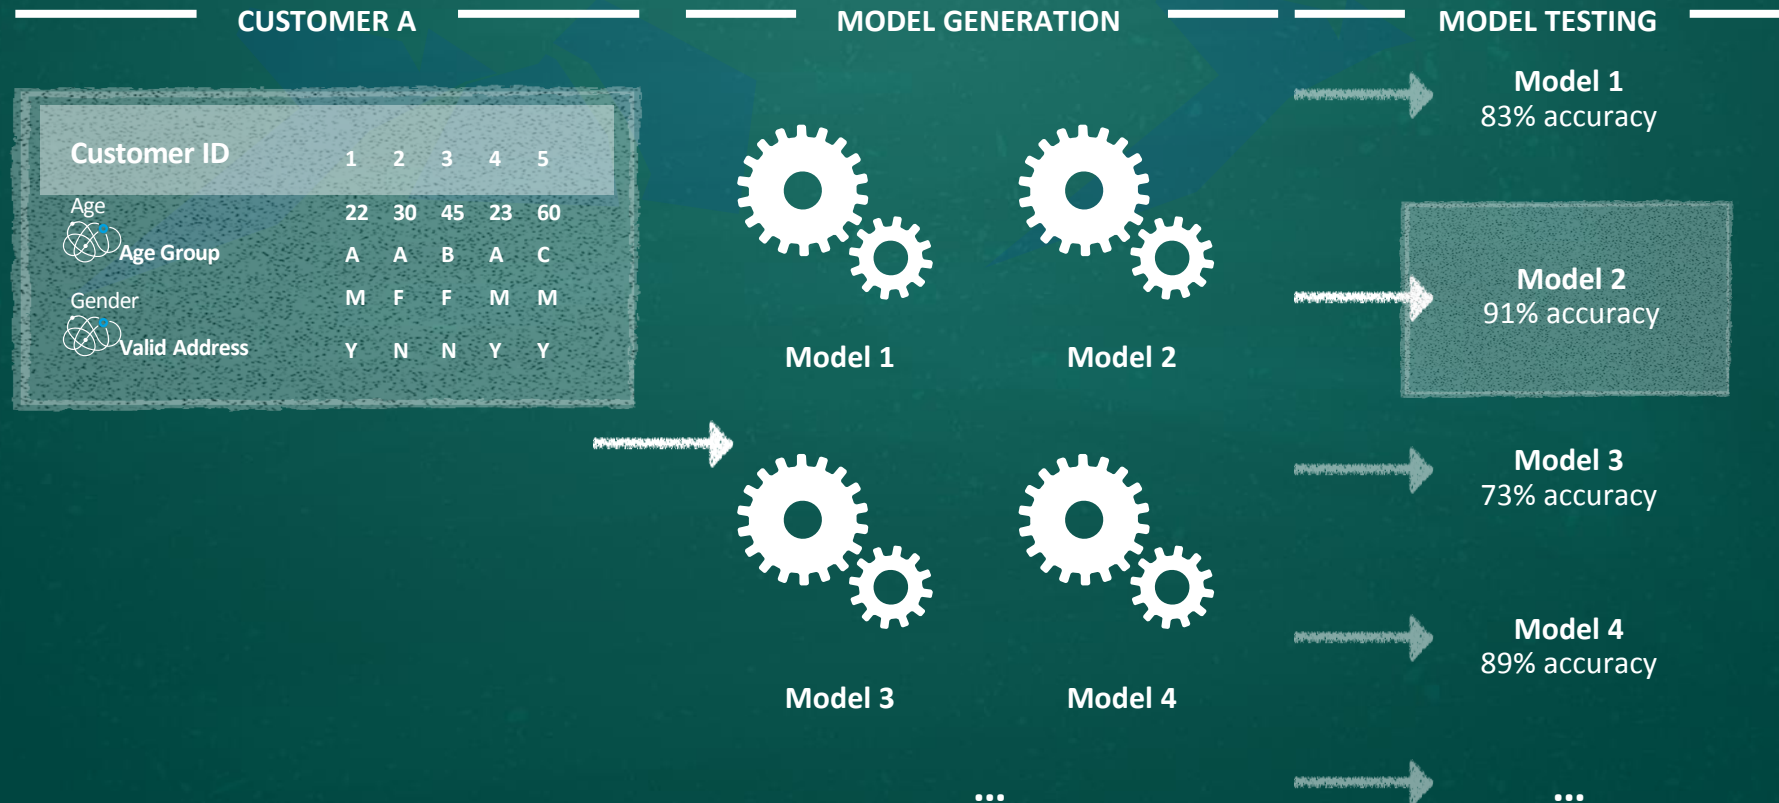 CUSTOMER A
MODEL GENERATION
MODEL TESTING
Customer ID 1 2 3 4 5
Age 22 30 45 23 60
Age Group A A B A C
Gender M F F M M
Valid Address Y N N Y Y
Model 1
Model 2
Model 3
Model 4
...
Model 1
83% accuracy
Model 2
91% accuracy
Model 3
73% accuracy
Model 4
89% accuracy
...